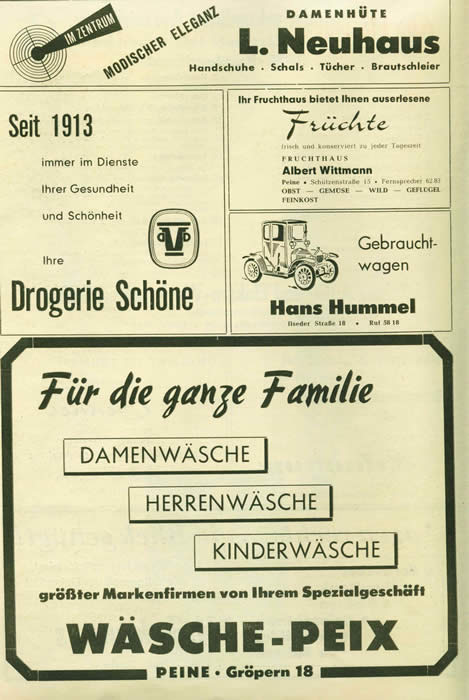 IM ZENTRUM
MODISCHER ELEGANZ
DAMENHÜTE
L. Neuhaus
Handschuhe · Schals · Tücher · Brautschleier
Seit 1913
immer im Dienste
Ihrer Gesundheit
und Schönheit
Ihre
Drogerie Schöne
Ihr Fruchthaus bietet Ihnen auserlesene
Früchte
frisch und konserviert zu jeder Tageszeit
FRUCHTHAUS
Albert Wittmann
Peine • Schützenstraße 15 • Fernsprecher 62 83
OBST — GEMÜSE — WILD — GEFLÜGEL
FEINKOST
Gebraucht-
wagen
Hans Hummel
Ilseder Straße 18 • Ruf 58 18
Für die ganze Familie
DAMENWÄSCHE
HERRENWÄSCHE
KINDERWÄSCHE
größter Markenfirmen von Ihrem Spezialgeschäft
WÄSCHE-PEIX
PEINE · Gröpern 18